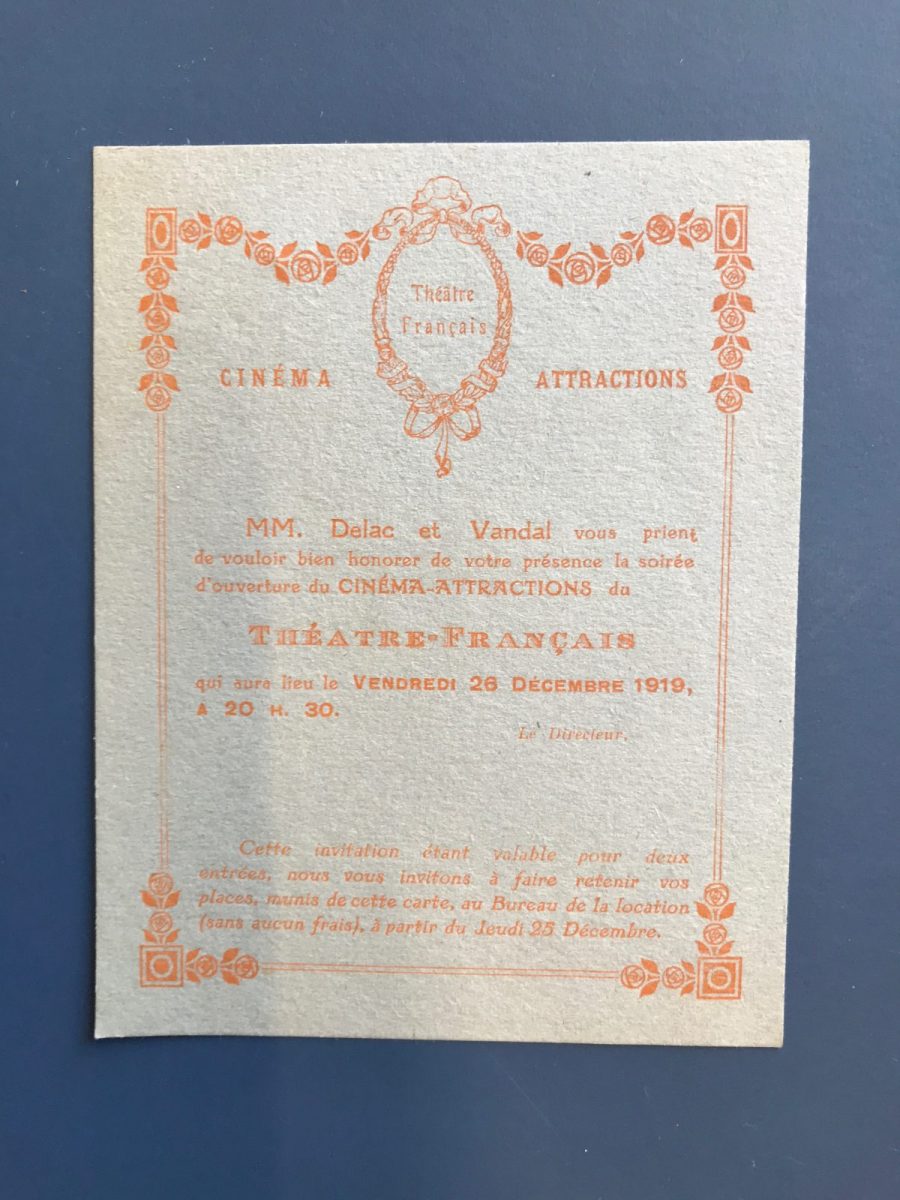 Théâtre
Français
CINÉMA ATTRACTIONS
MM. Delac et Vandal vous prient
de vouloir bien honorer de votre présence la soirée
d'ouverture du CINÉMA-ATTRACTIONS du
THÉATRE-FRANÇAIS
qui aura lieu le VENDREDI 26 DÉCEMBRE 1919,
A 20 H. 30.
Le Directeur,
Cette invitation étant valable pour deux
entrées, nous vous invitons à faire retenir vos
places, munis de cette carte, au Bureau de la location
(sans aucun frais), à partir du Jeudi 25 Décembre.